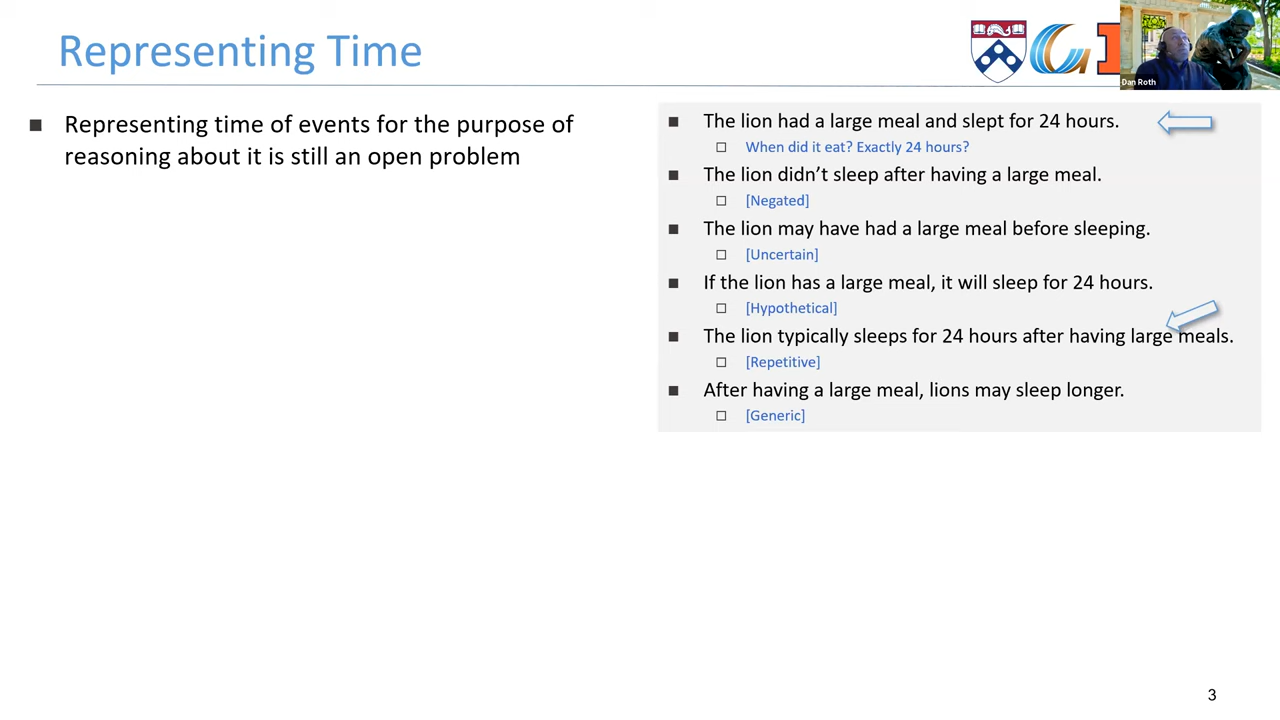 Representing Time
Dan Roth
■ Representing time of events for the purpose of
reasoning about it is still an open problem
■ The lion had a large meal and slept for 24 hours.
□ When did it eat? Exactly 24 hours?
■ The lion didn’t sleep after having a large meal.
□ [Negated]
■ The lion may have had a large meal before sleeping.
□ [Uncertain]
■ If the lion has a large meal, it will sleep for 24 hours.
□ [Hypothetical]
■ The lion typically sleeps for 24 hours after having large meals.
□ [Repetitive]
■ After having a large meal, lions may sleep longer.
□ [Generic]
3